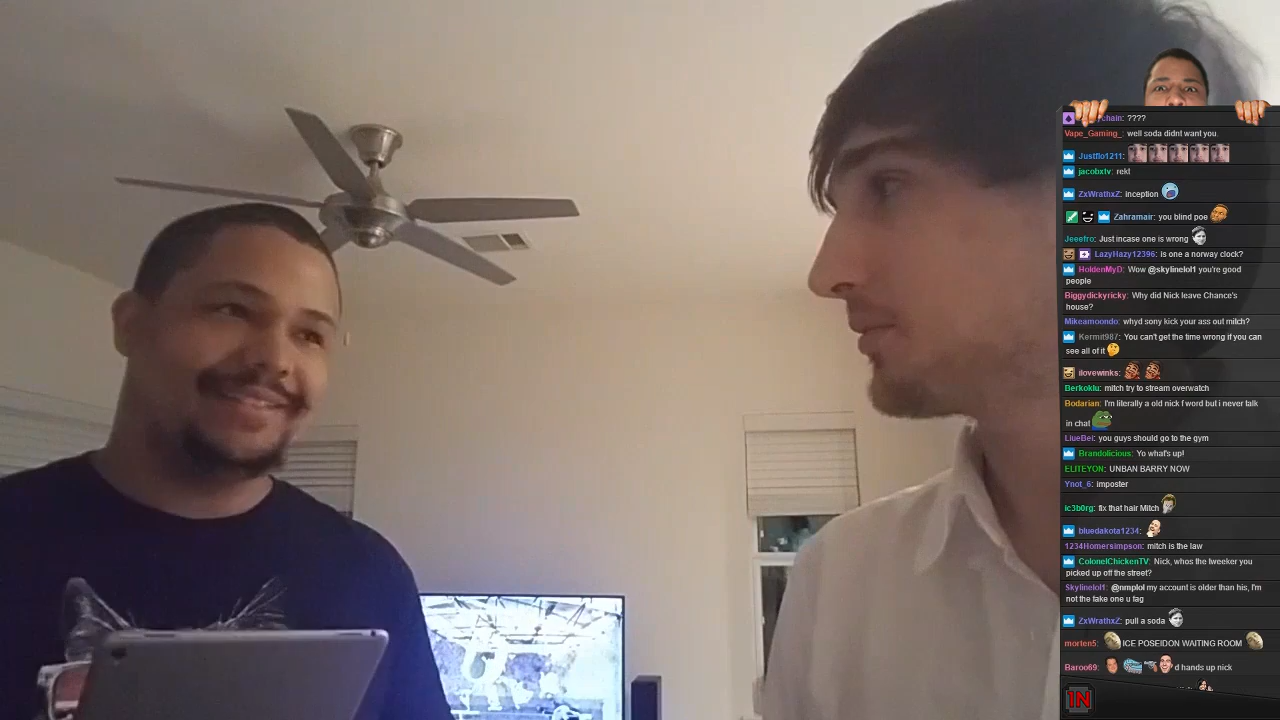 chain: ????
Vape_Gaming_: well soda didnt want you
Justflo1211:
jacobxtv: rekt
ZxWrathxZ: inception
Zahramair: you blind poe
Jeeefro: Just incase one is wrong
LazyHazy12396: Is one a norway clock?
HoldenMyD: Wow @skylinelol1 you're good
people
Biggydickyricky: Why did Nick leave Chance's
house?
Mikeamoondo: whyd sony kick your ass out mitch?
Kermit987: You can't get the time wrong if you can
see all of it
ilovewinks:
Berkoklu: mitch try to stream overwatch
Bodarian: I'm literally a old nick f word but i never talk
in chat
LiueBei: you guys should go to the gym
Brandolicious: Yo what's up!
ELITEYON: UNBAN BARRY NOW
Ynot_6: imposter
ic3b0rg: fix that hair Mitch
bluedakota1234:
1234Homersimpson: mitch is the law
ColonelChickenTV: Nick, whos the tweeker you
picked up off the street?
Skylinelol1: @nmplol my account is older than his, I'm
not the fake one u fag
ZxWrathxZ: pull a soda
morten5: ICE POSEIDON WAITING ROOM
Baroo69: d hands up nick
1N